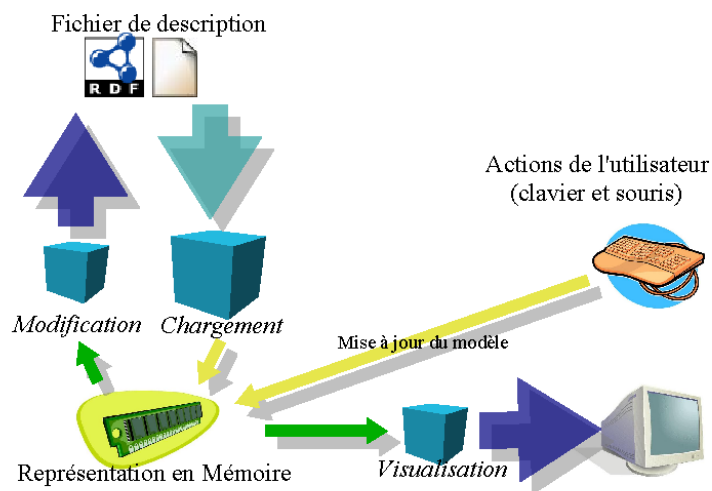 Fichier de description
RDF
Actions de l'utilisateur
(clavier et souris)
Modification
Chargement
Mise à jour du modèle
Représentation en Mémoire
Visualisation